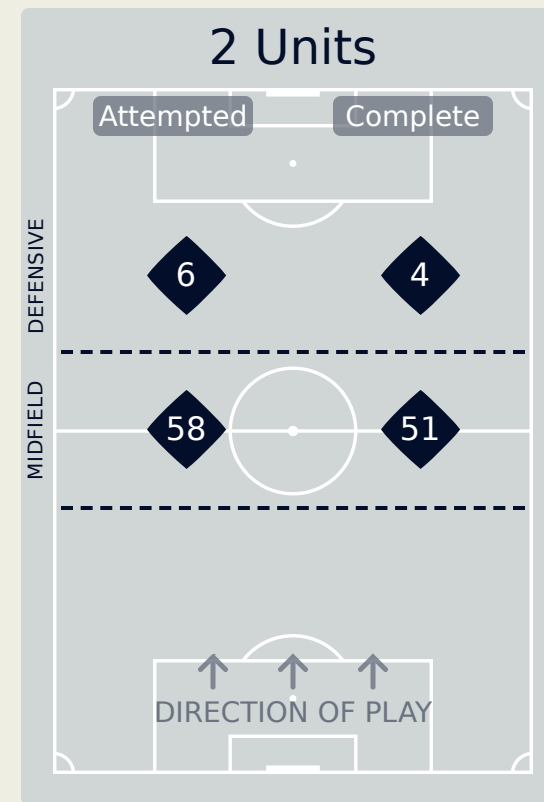 2 Units
Attempted Complete
DEFENSIVE
6 4
MIDFIELD
58 51
DIRECTION OF PLAY